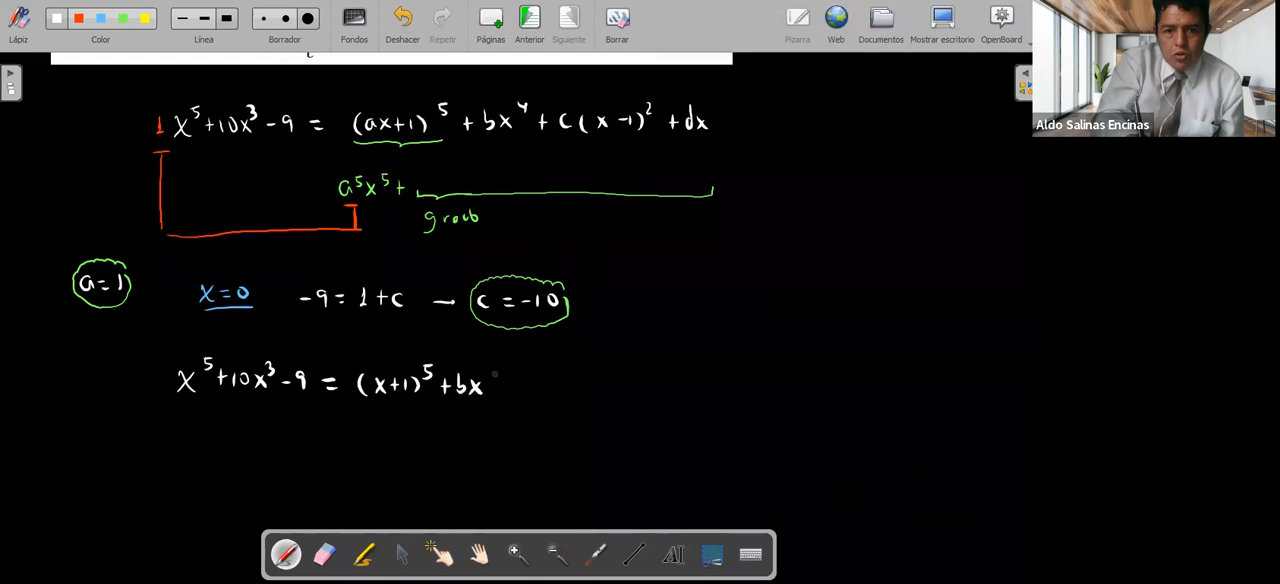 Lápiz Color Línea Borrador Fondos Deshacer Repetir Páginas Anterior Siguiente Borrar Pizarra Web Documentos Mostrar escritorio OpenBoard
Aldo Salinas Encinas
1 x⁵+10x³-9 = (ax+1)⁵ + bx⁴ + c(x-1)² + dx
a⁵x⁵ +
a=1 x=0 -9=1+c → c=-10
x⁵+10x³-9 = (x+1)⁵ + bx
AI